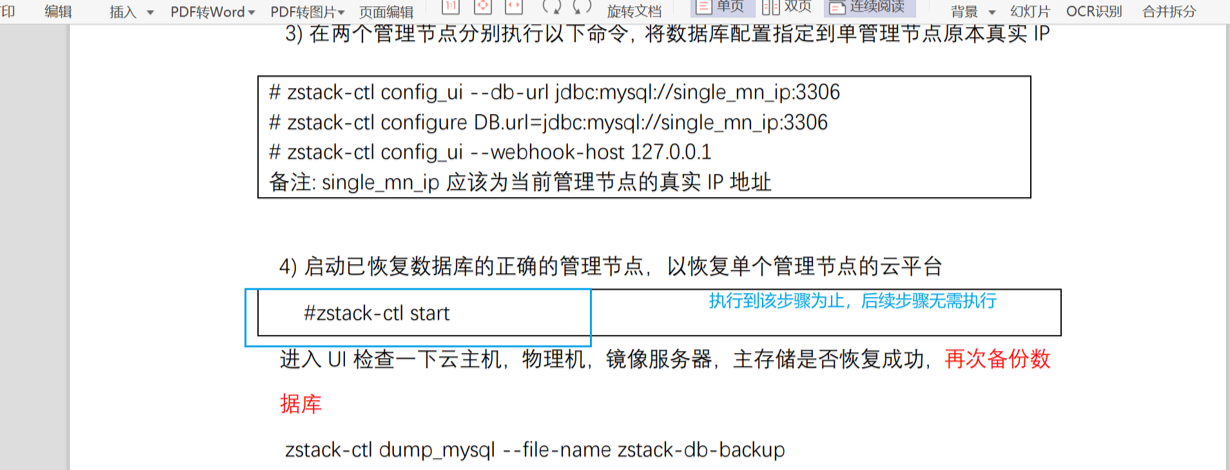 印 编辑 插入 PDF转Word PDF转图片 页面编辑 1:1 旋转文档 单页 双页 连续阅读 背景 幻灯片 OCR识别 合并拆分
3) 在两个管理节点分别执行以下命令, 将数据库配置指定到单管理节点原本真实 IP
# zstack-ctl config_ui --db-url jdbc:mysql://single_mn_ip:3306
# zstack-ctl configure DB.url=jdbc:mysql://single_mn_ip:3306
# zstack-ctl config_ui --webhook-host 127.0.0.1
备注: single_mn_ip 应该为当前管理节点的真实 IP 地址
4) 启动已恢复数据库的正确的管理节点，以恢复单个管理节点的云平台
执行到该步骤为止，后续步骤无需执行
#zstack-ctl start
进入 UI 检查一下云主机，物理机，镜像服务器，主存储是否恢复成功，再次备份数
据库
zstack-ctl dump_mysql --file-name zstack-db-backup